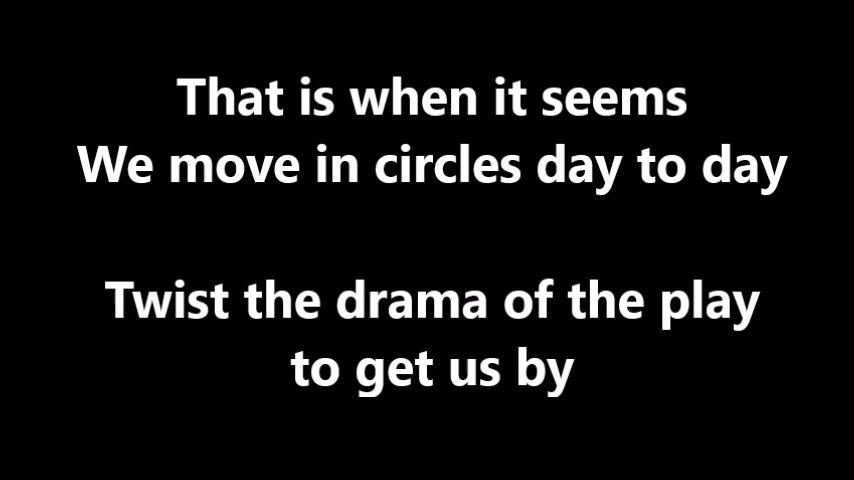 That is when it seems
We move in circles day to day
Twist the drama of the play
to get us by